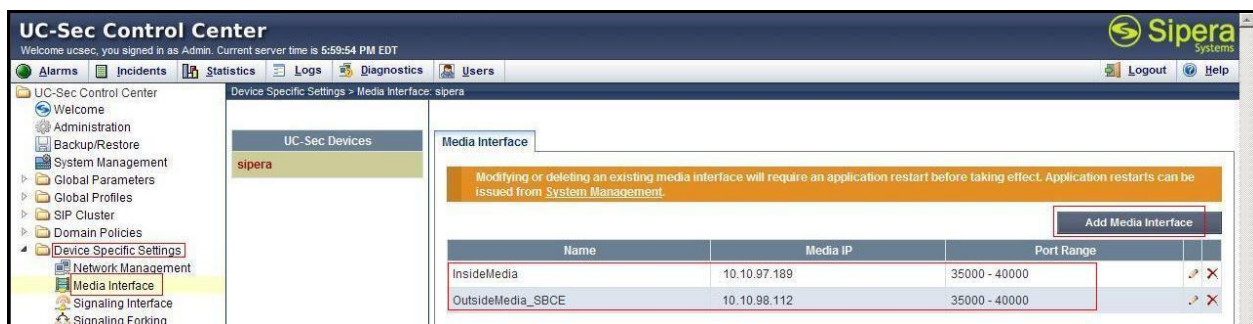 UC-Sec Control Center
Welcome ucsec, you signed in as Admin. Current server time is 5:59:54 PM EDT
Sipera
Systems
Alarms Incidents Statistics Logs Diagnostics Users Logout Help
UC-Sec Control Center
Welcome
Administration
Backup/Restore
System Management
Global Parameters
Global Profiles
SIP Cluster
Domain Policies
Device Specific Settings
Network Management
Media Interface
Signaling Interface
Signaling Forking
Device Specific Settings > Media Interface: sipera
UC-Sec Devices
sipera
Media Interface
Modifying or deleting an existing media interface will require an application restart before taking effect. Application restarts can be
issued from System Management.
Add Media Interface
Name Media IP Port Range
InsideMedia 10.10.97.189 35000 - 40000
OutsideMedia_SBCE 10.10.98.112 35000 - 40000